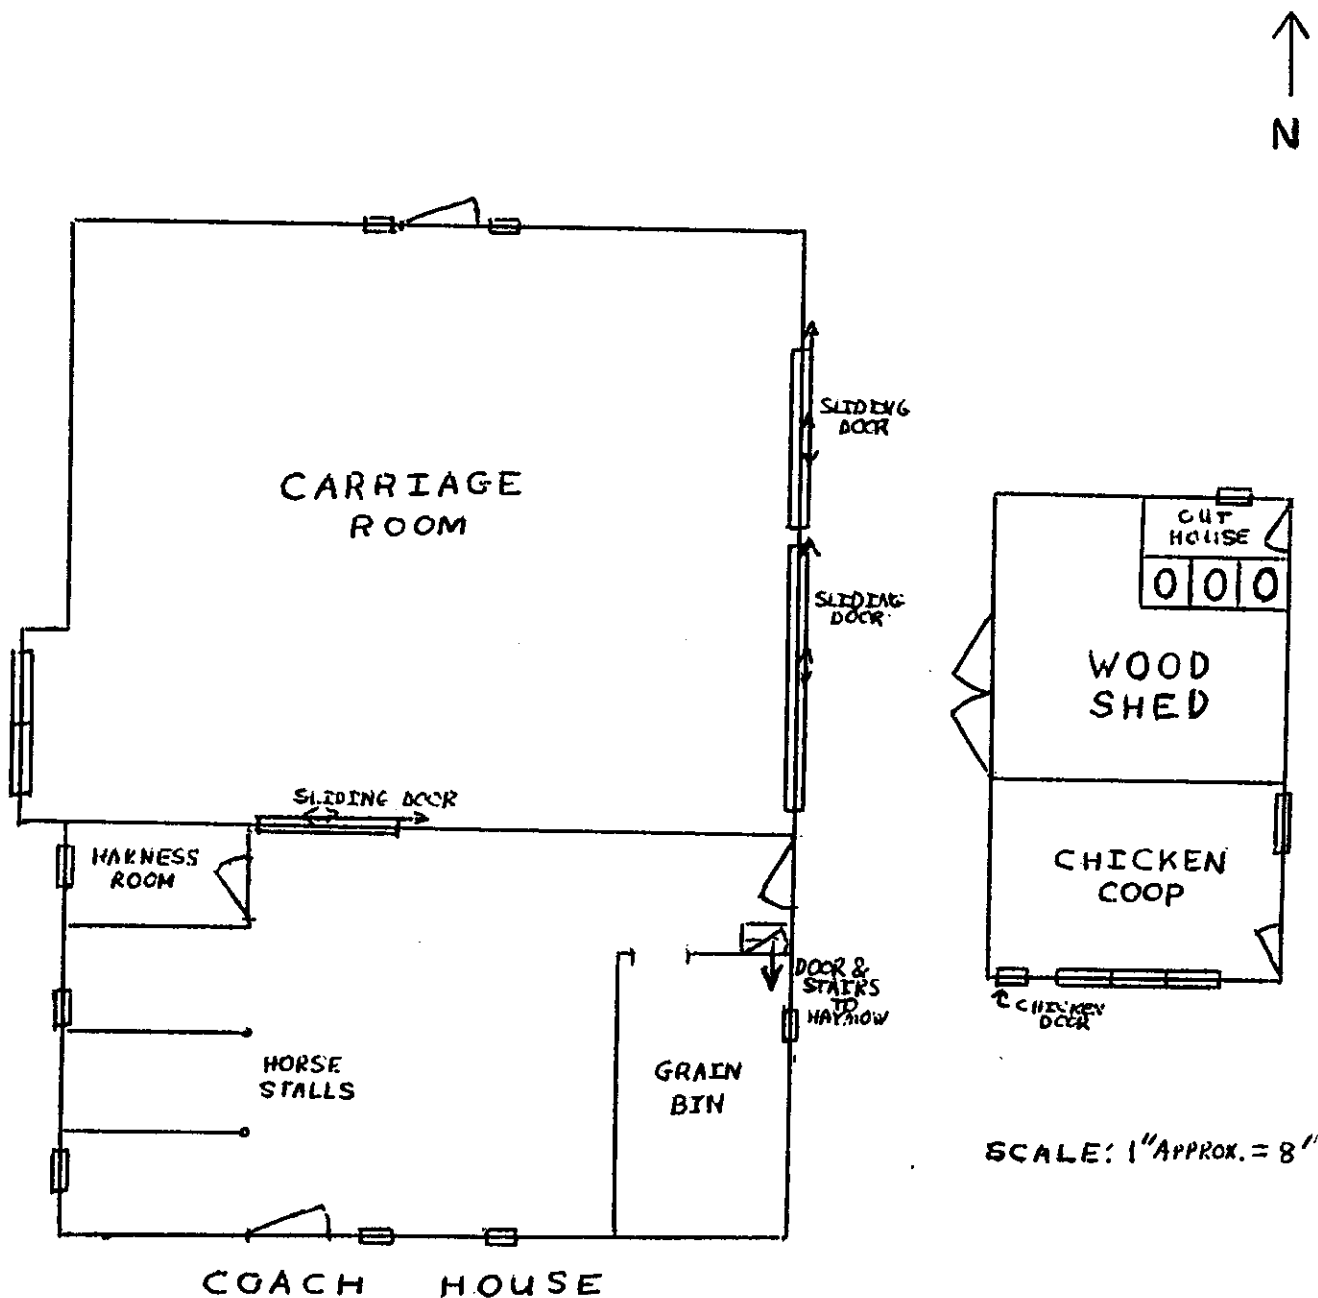 N
CARRIAGE
ROOM
SLIDING
DOOR
SLIDING
DOOR
SLIDING DOOR
HARNESS
ROOM
DOOR &
STAIRS
TO
HAYMOW
HORSE
STALLS
GRAIN
BIN
COACH HOUSE
OUT
HOUSE
WOOD
SHED
CHICKEN
COOP
CHICKEN
DOOR
SCALE: 1" APPROX. = 8"